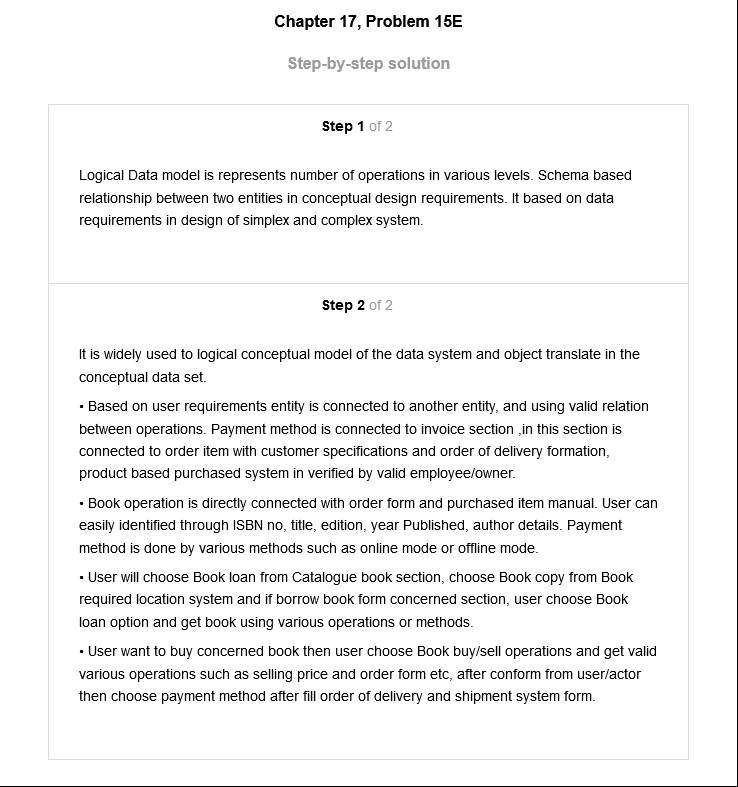 Chapter 17, Problem 15E
Step-by-step solution
Step 1 of 2
Logical Data model is represents number of operations in various levels. Schema based
relationship between two entities in conceptual design requirements. It based on data
requirements in design of simplex and complex system.
Step 2 of 2
It is widely used to logical conceptual model of the data system and object translate in the
conceptual data set.
• Based on user requirements entity is connected to another entity, and using valid relation
between operations. Payment method is connected to invoice section ,in this section is
connected to order item with customer specifications and order of delivery formation,
product based purchased system in verified by valid employee/owner.
• Book operation is directly connected with order form and purchased item manual. User can
easily identified through ISBN no, title, edition, year Published, author details. Payment
method is done by various methods such as online mode or offline mode.
• User will choose Book loan from Catalogue book section, choose Book copy from Book
required location system and if borrow book form concerned section, user choose Book
loan option and get book using various operations or methods.
• User want to buy concerned book then user choose Book buy/sell operations and get valid
various operations such as selling price and order form etc, after conform from user/actor
then choose payment method after fill order of delivery and shipment system form.